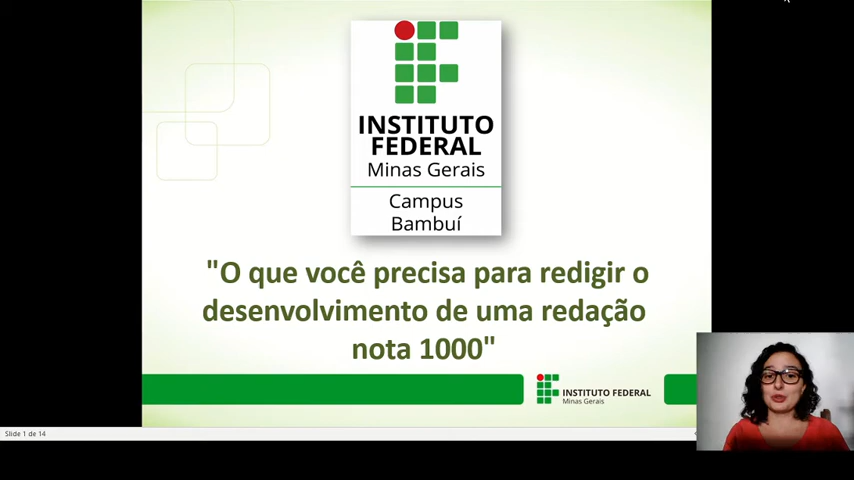 INSTITUTO
FEDERAL
Minas Gerais
Campus
Bambuí
"O que você precisa para redigir o
desenvolvimento de uma redação
nota 1000"
INSTITUTO FEDERAL
Minas Gerais
Slide 1 de 14